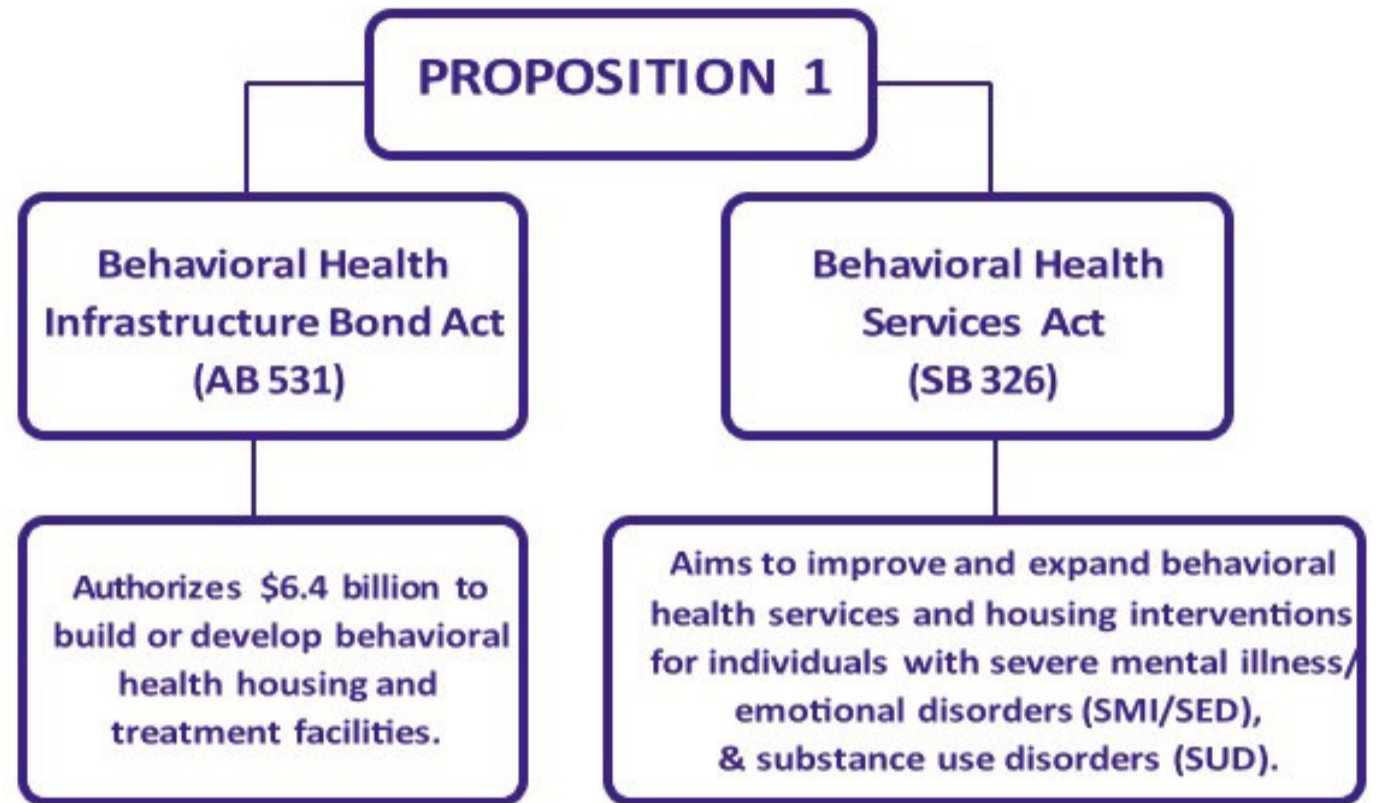 PROPOSITION 1
Behavioral Health
Infrastructure Bond Act
(AB 531)
Behavioral Health
Services Act
(SB 326)
Authorizes $6.4 billion to
build or develop behavioral
health housing and
treatment facilities.
Aims to improve and expand behavioral
health services and housing interventions
for individuals with severe mental illness/
emotional disorders (SMI/SED),
& substance use disorders (SUD).